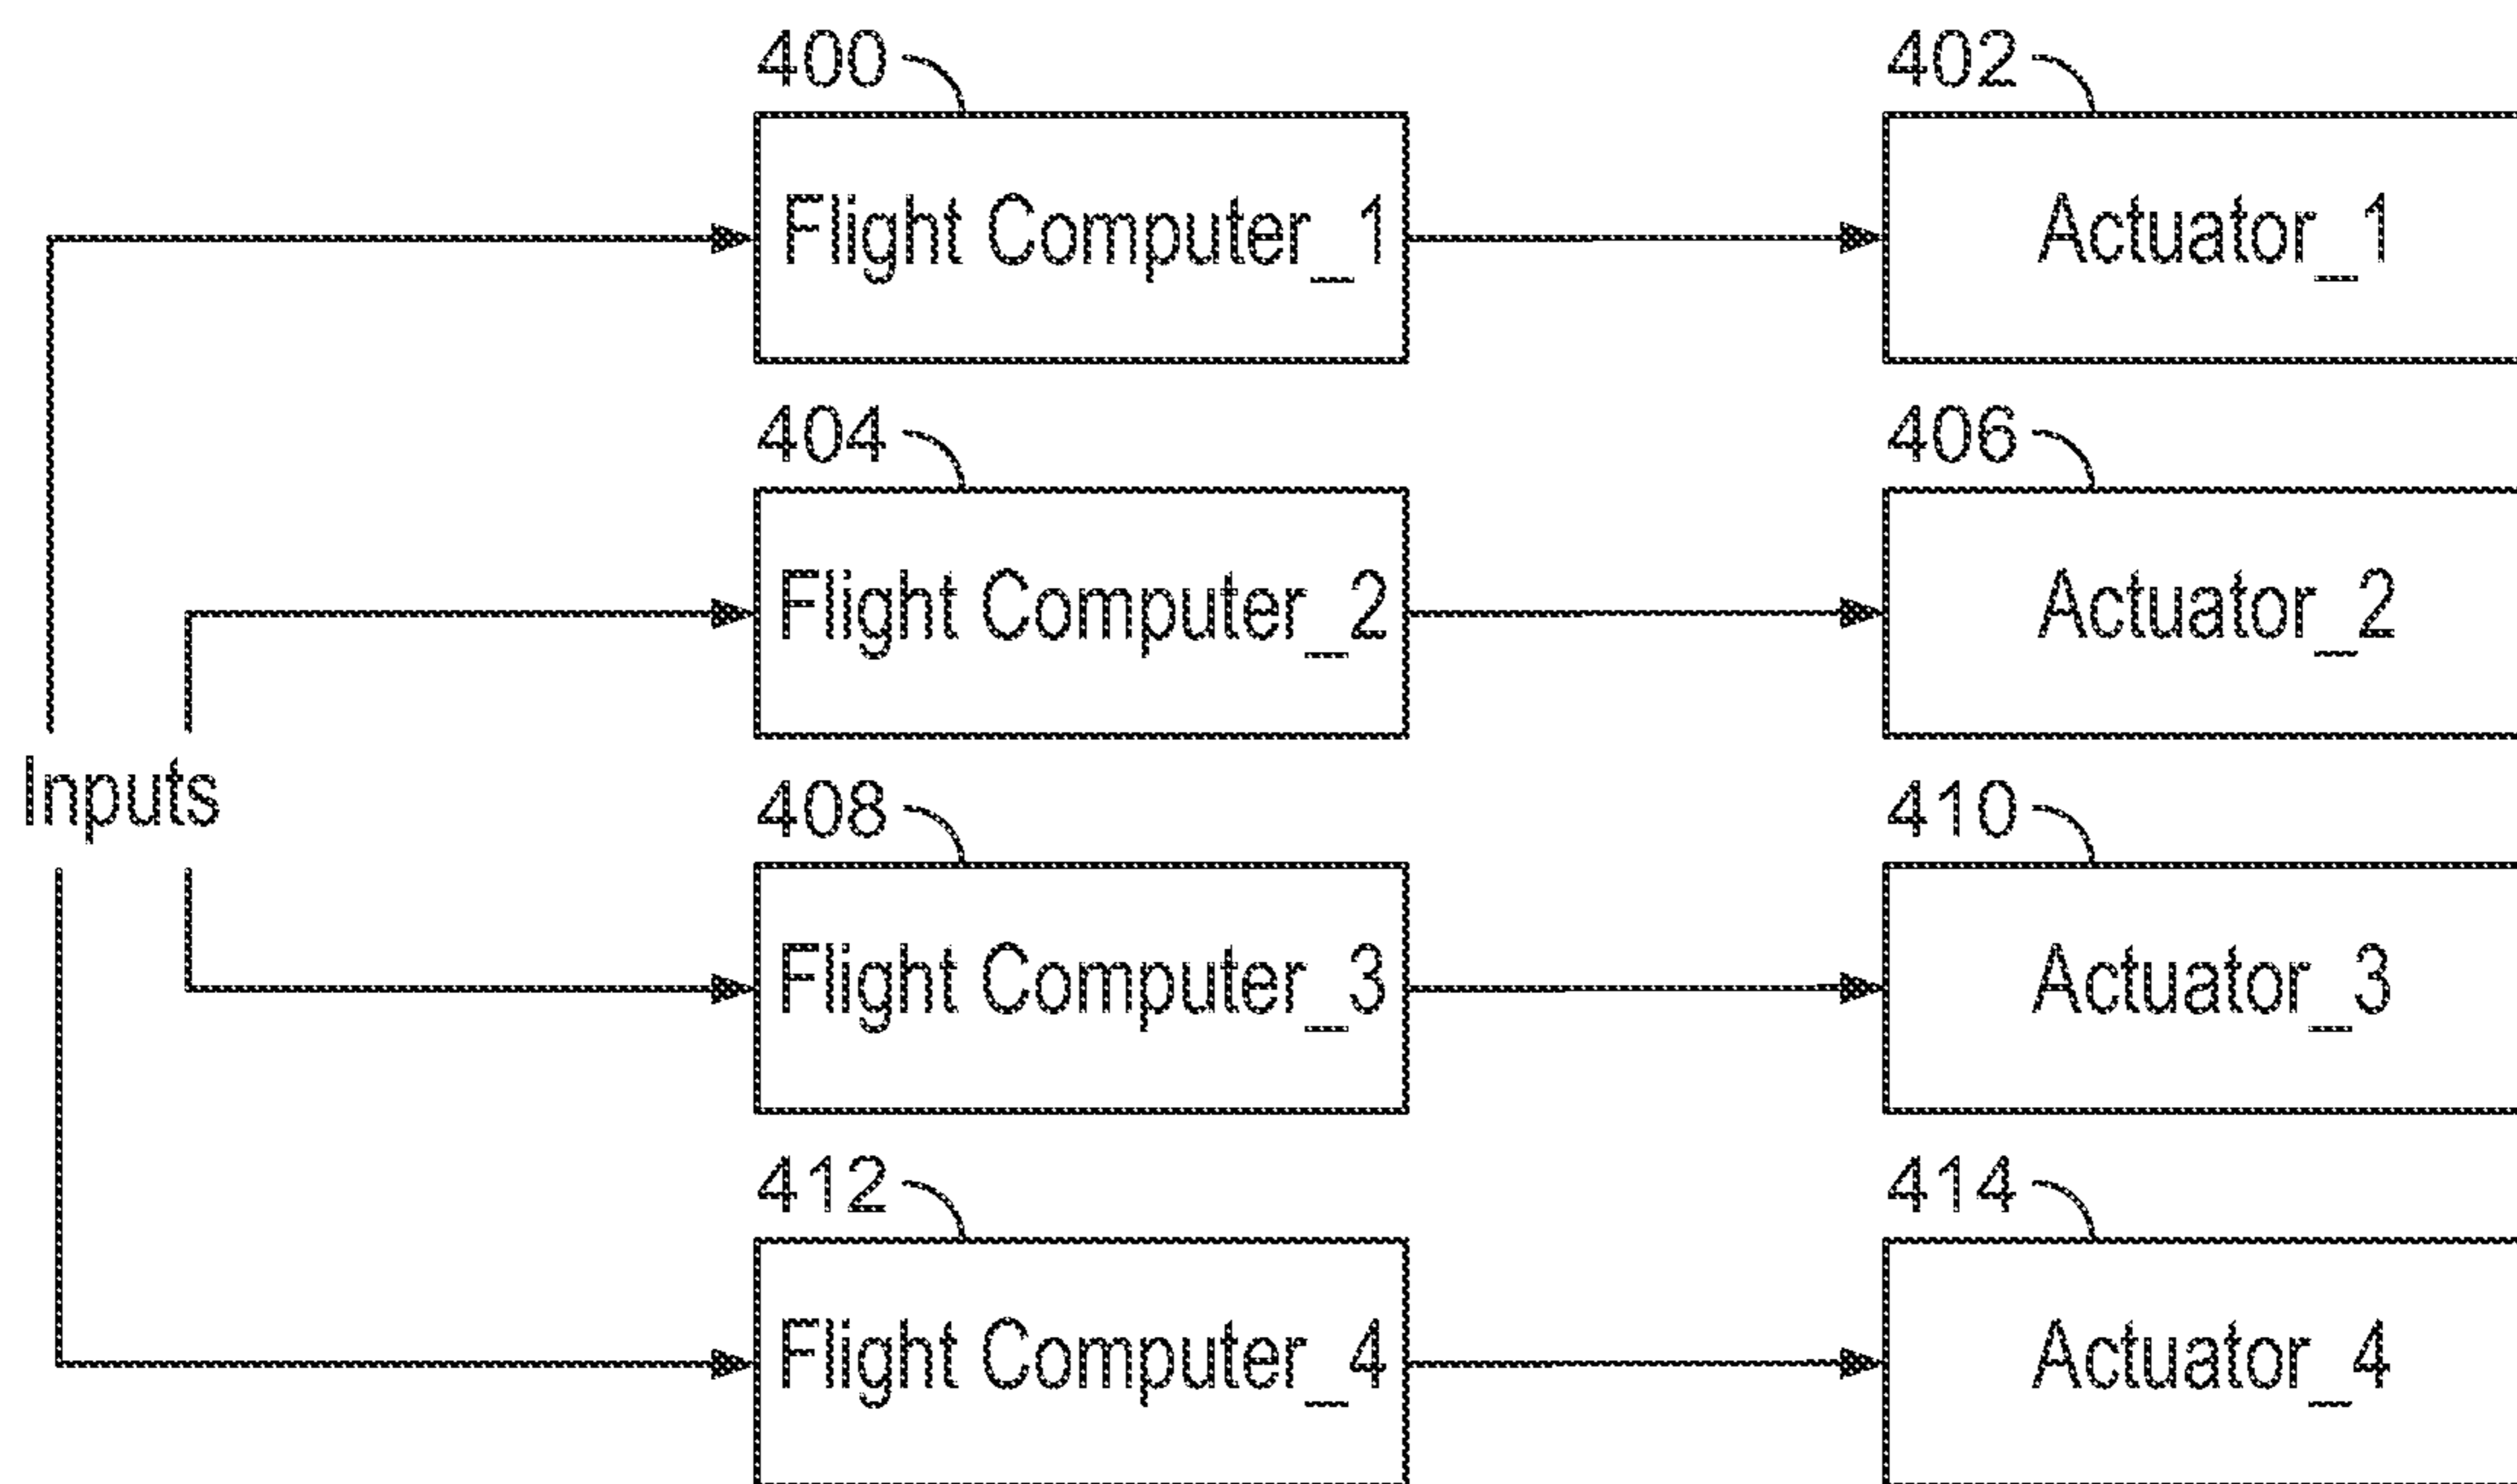 400 402
Flight Computer_1 Actuator_1
404 406
Flight Computer_2 Actuator_2
Inputs
408 410
Flight Computer_3 Actuator_3
412 414
Flight Computer_4 Actuator_4